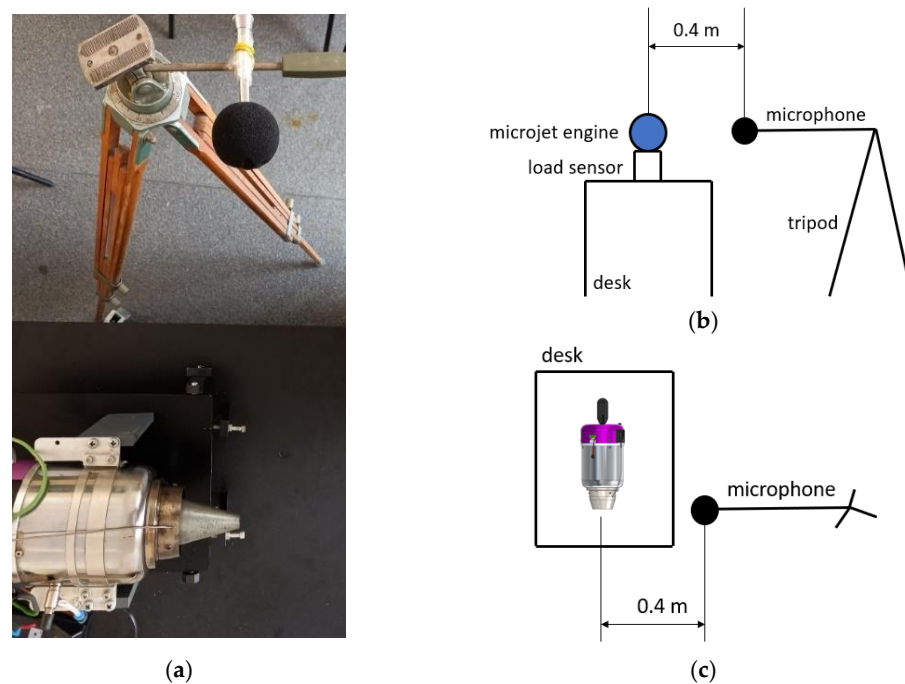 0.4 m
microphone
microjet engine
load sensor
tripod
desk
(b)
desk
microphone
0.4 m
(a)
(c)